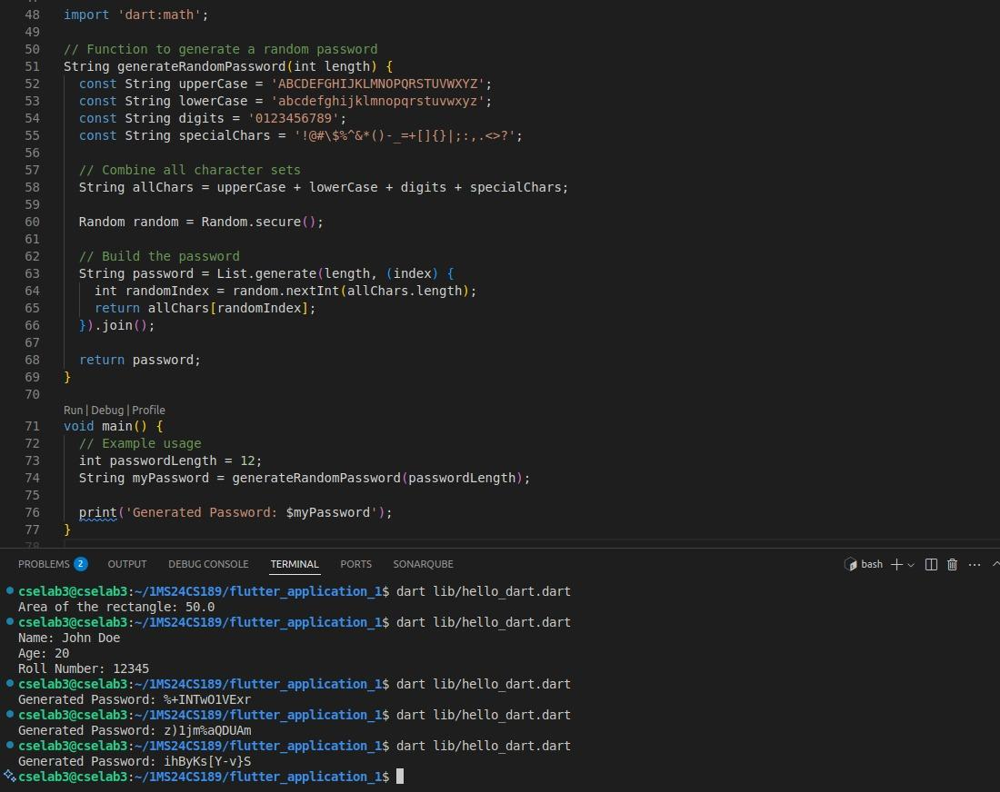 48 import 'dart:math';
49
50 // Function to generate a random password
51 String generateRandomPassword(int length) {
52 const String upperCase = 'ABCDEFGHIJKLMNOPQRSTUVWXYZ';
53 const String lowerCase = 'abcdefghijklmnopqrstuvwxyz';
54 const String digits = '0123456789';
55 const String specialChars = '!@#\$%^&*()-_=+[]{}|;:,.<>?';
56
57 // Combine all character sets
58 String allChars = upperCase + lowerCase + digits + specialChars;
59
60 Random random = Random.secure();
61
62 // Build the password
63 String password = List.generate(length, (index) {
64 int randomIndex = random.nextInt(allChars.length);
65 return allChars[randomIndex];
66 }).join();
67
68 return password;
69 }
70
Run | Debug | Profile
71 void main() {
72 // Example usage
73 int passwordLength = 12;
74 String myPassword = generateRandomPassword(passwordLength);
75
76 print('Generated Password: $myPassword');
77 }
78
PROBLEMS 2 OUTPUT DEBUG CONSOLE TERMINAL PORTS SONARQUBE bash
cselab3@cselab3:~/1MS24CS189/flutter_application_1$ dart lib/hello_dart.dart
Area of the rectangle: 50.0
cselab3@cselab3:~/1MS24CS189/flutter_application_1$ dart lib/hello_dart.dart
Name: John Doe
Age: 20
Roll Number: 12345
cselab3@cselab3:~/1MS24CS189/flutter_application_1$ dart lib/hello_dart.dart
Generated Password: %+INTwO1VExr
cselab3@cselab3:~/1MS24CS189/flutter_application_1$ dart lib/hello_dart.dart
Generated Password: z)1jm%aQDUAm
cselab3@cselab3:~/1MS24CS189/flutter_application_1$ dart lib/hello_dart.dart
Generated Password: ihByKs[Y-v}S
cselab3@cselab3:~/1MS24CS189/flutter_application_1$